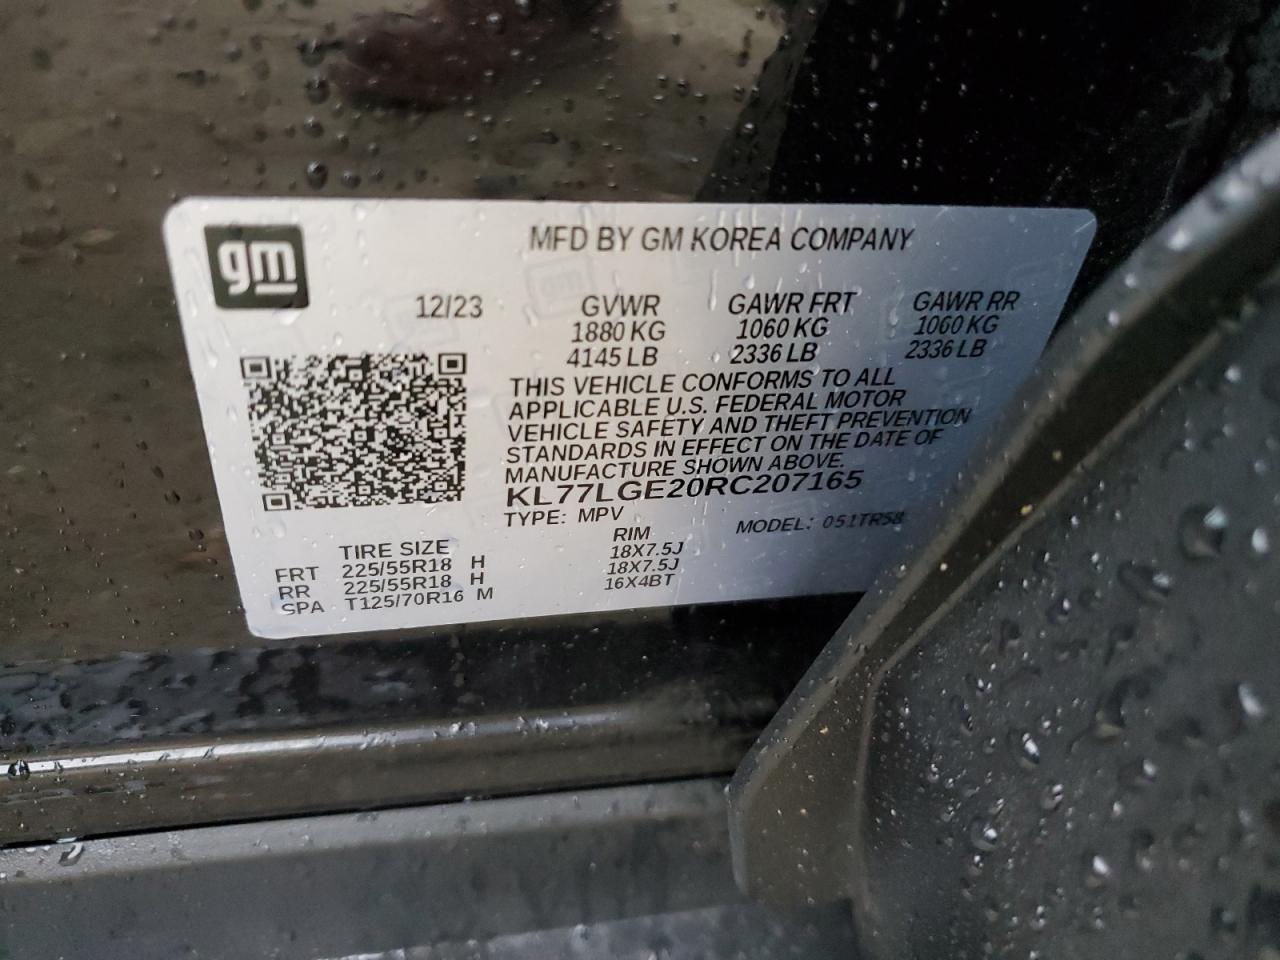 gm
MFD BY GM KOREA COMPANY
12/23 GVWR GAWR FRT GAWR RR
1880 KG 1060 KG 1060 KG
4145 LB 2336 LB 2336 LB
THIS VEHICLE CONFORMS TO ALL
APPLICABLE U.S. FEDERAL MOTOR
VEHICLE SAFETY AND THEFT PREVENTION
STANDARDS IN EFFECT ON THE DATE OF
MANUFACTURE SHOWN ABOVE.
KL77LGE20RC207165
TYPE: MPV MODEL: 051TR58
TIRE SIZE RIM
FRT 225/55R18 H 18X7.5J
RR 225/55R18 H 18X7.5J
SPA T125/70R16 M 16X4BT